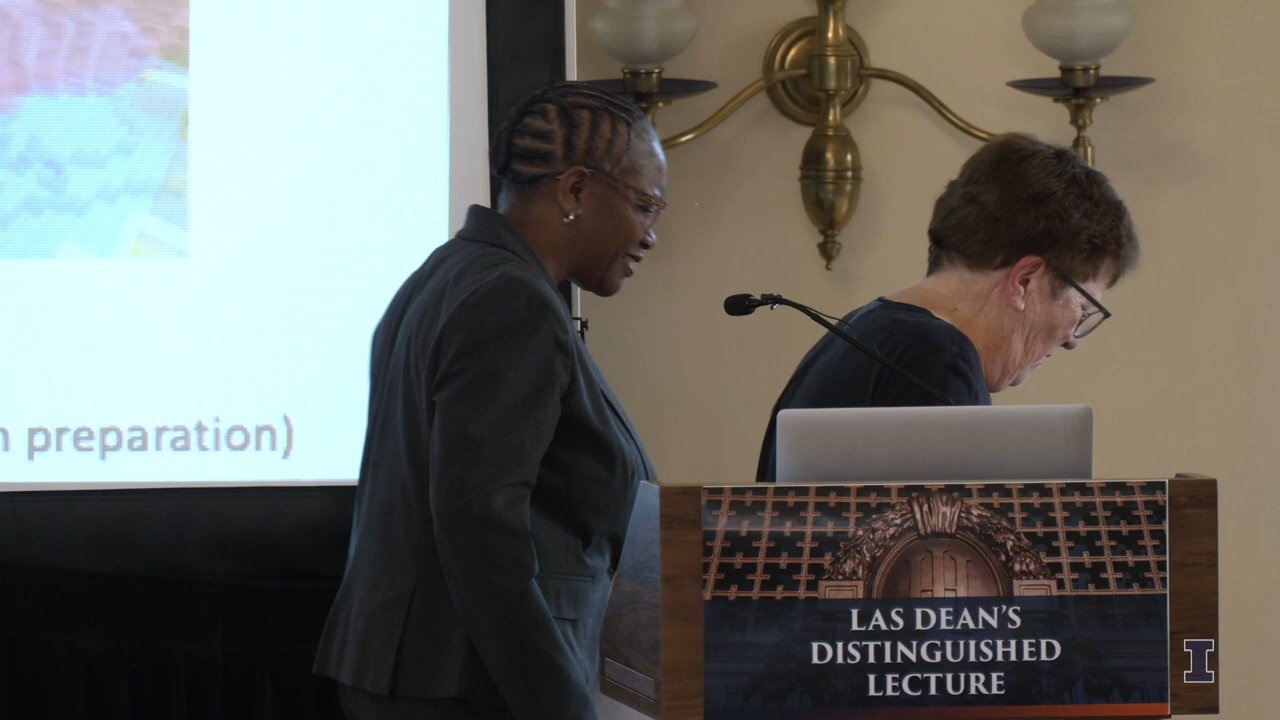 preparation)
LAS DEAN'S
DISTINGUISHED
LECTURE
I